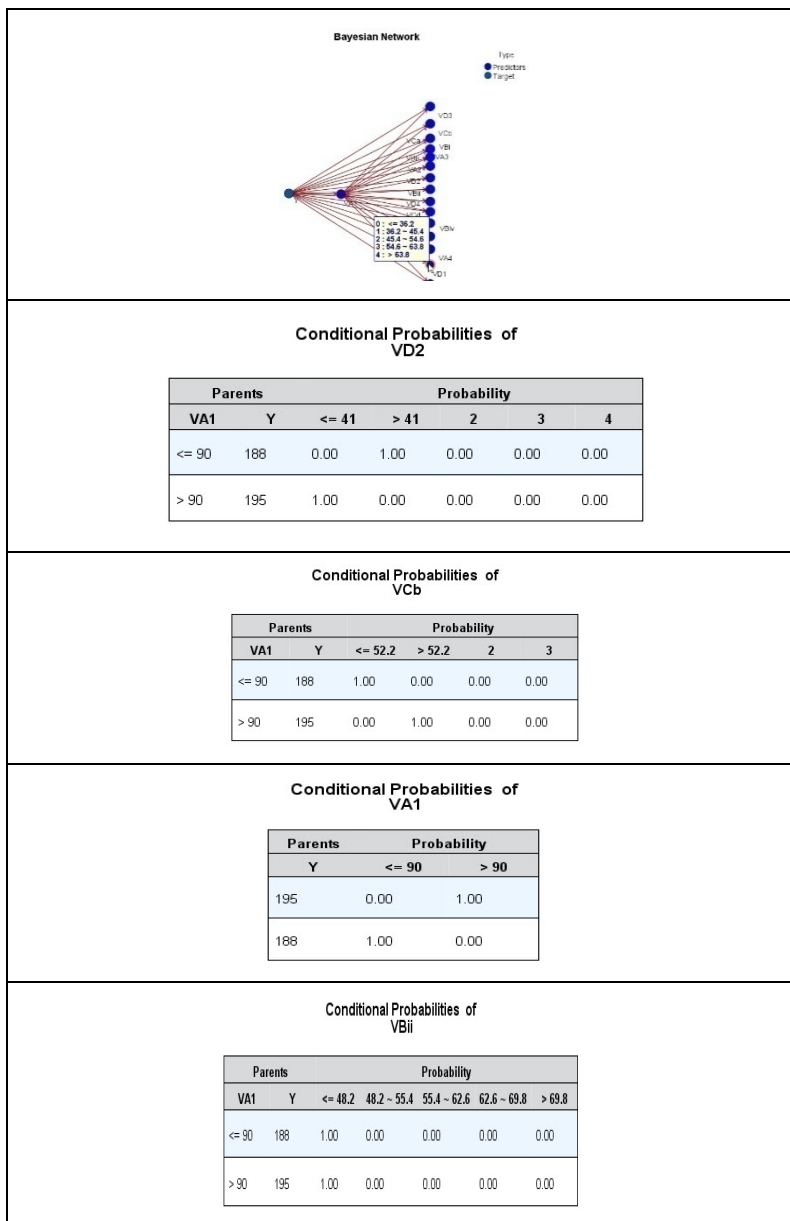 Bayesian Network
Type
Predictors
Target
VD3
VCb
VCa
VBi
VA3
VD2
VBii
VBiv
0 : <= 36.2
1 : 36.2 ~ 45.4
2 : 45.4 ~ 54.6
3 : 54.6 ~ 63.8
4 : > 63.8
VA4
VD1
Conditional Probabilities of
VD2
Parents Probability
VA1 Y <= 41 > 41 2 3 4
<= 90 188 0.00 1.00 0.00 0.00 0.00
> 90 195 1.00 0.00 0.00 0.00 0.00
Conditional Probabilities of
VCb
Parents Probability
VA1 Y <= 52.2 > 52.2 2 3
<= 90 188 1.00 0.00 0.00 0.00
> 90 195 0.00 1.00 0.00 0.00
Conditional Probabilities of
VA1
Parents Probability
Y <= 90 > 90
195 0.00 1.00
188 1.00 0.00
Conditional Probabilities of
VBii
Parents Probability
VA1 Y <= 48.2 48.2 ~ 55.4 55.4 ~ 62.6 62.6 ~ 69.8 > 69.8
<= 90 188 1.00 0.00 0.00 0.00 0.00
> 90 195 1.00 0.00 0.00 0.00 0.00